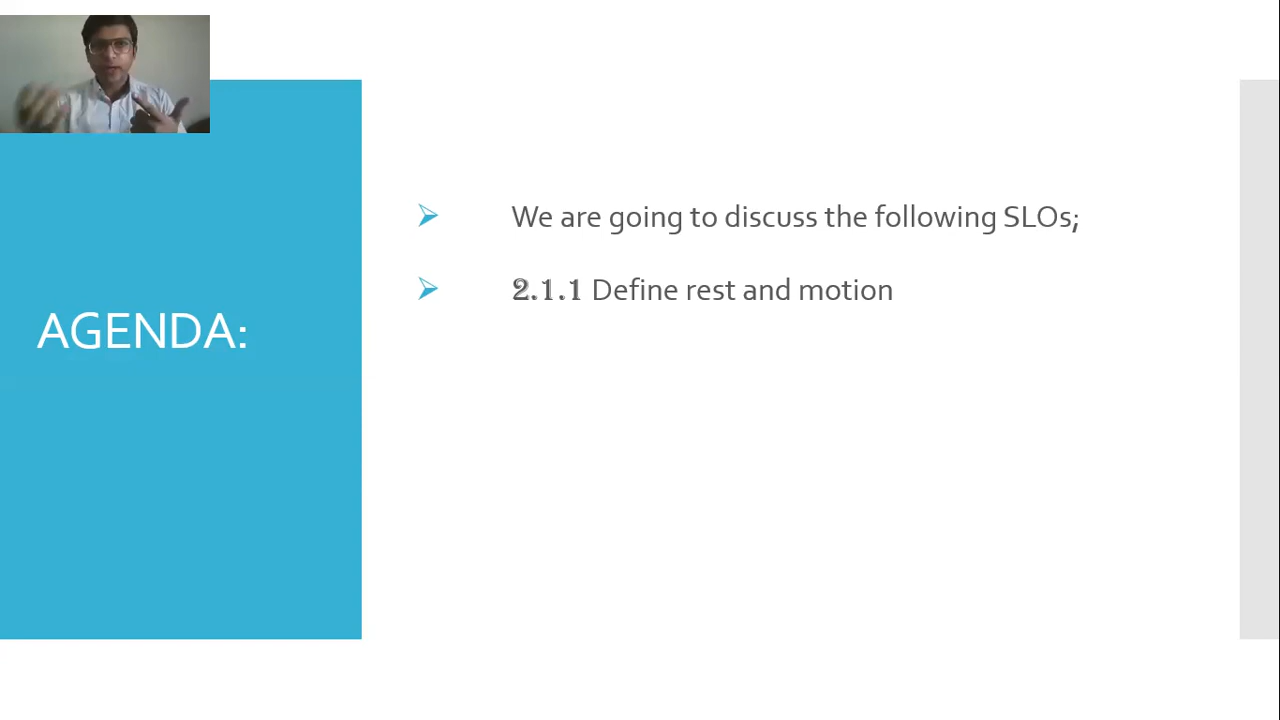 AGENDA:
We are going to discuss the following SLOs;
2.1.1 Define rest and motion